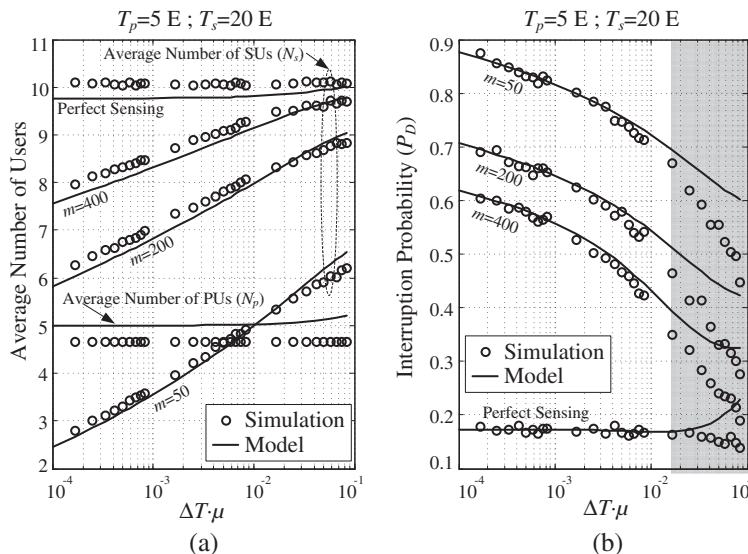 T_p=5 E ; T_s=20 E
11
10
9
8
7
6
5
4
3
2
Average Number of Users
Average Number of SUs (N_s)
Perfect Sensing
m=400
m=200
Average Number of PUs (N_p)
m=50
Simulation
Model
10^-4
10^-3
10^-2
10^-1
ΔT·μ
(a)
T_p=5 E ; T_s=20 E
0.9
0.8
0.7
0.6
0.5
0.4
0.3
0.2
0.1
Interruption Probability (P_D)
m=50
m=200
m=400
Simulation
Model
Perfect Sensing
10^-4
10^-3
10^-2
10^-1
ΔT·μ
(b)